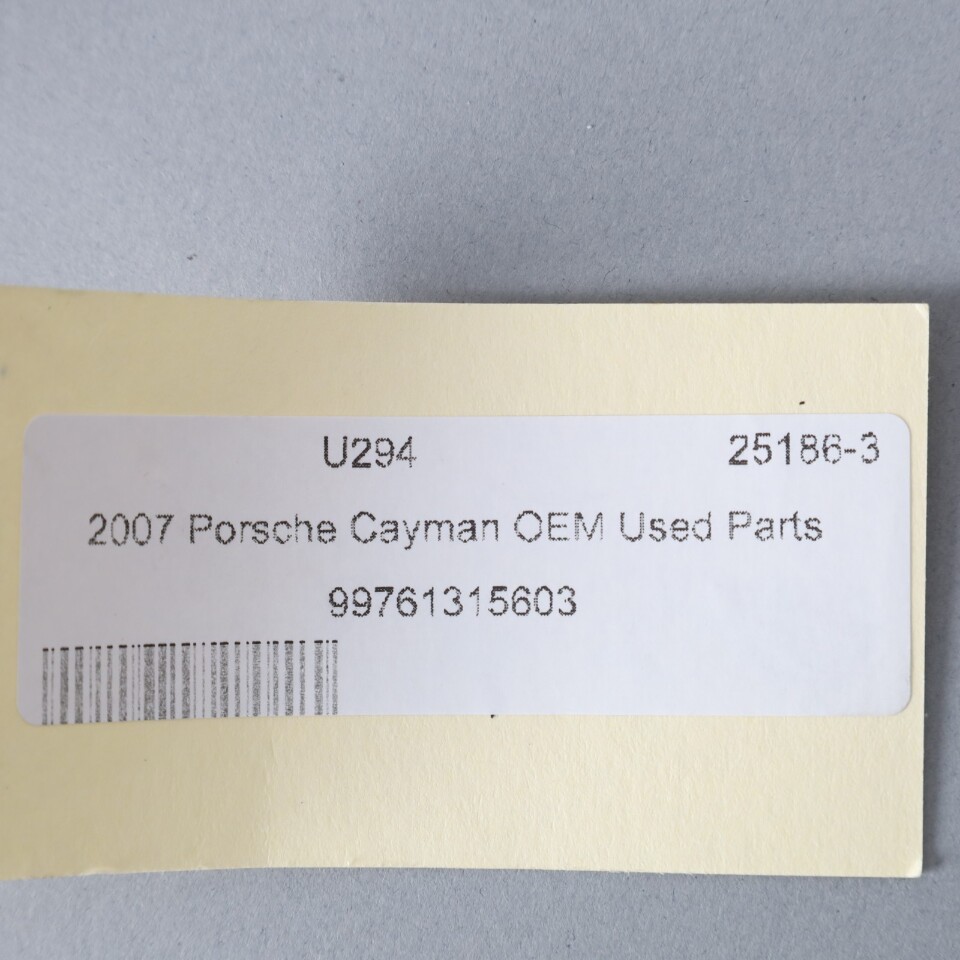 U294 25186-3
2007 Porsche Cayman OEM Used Parts
99761315603